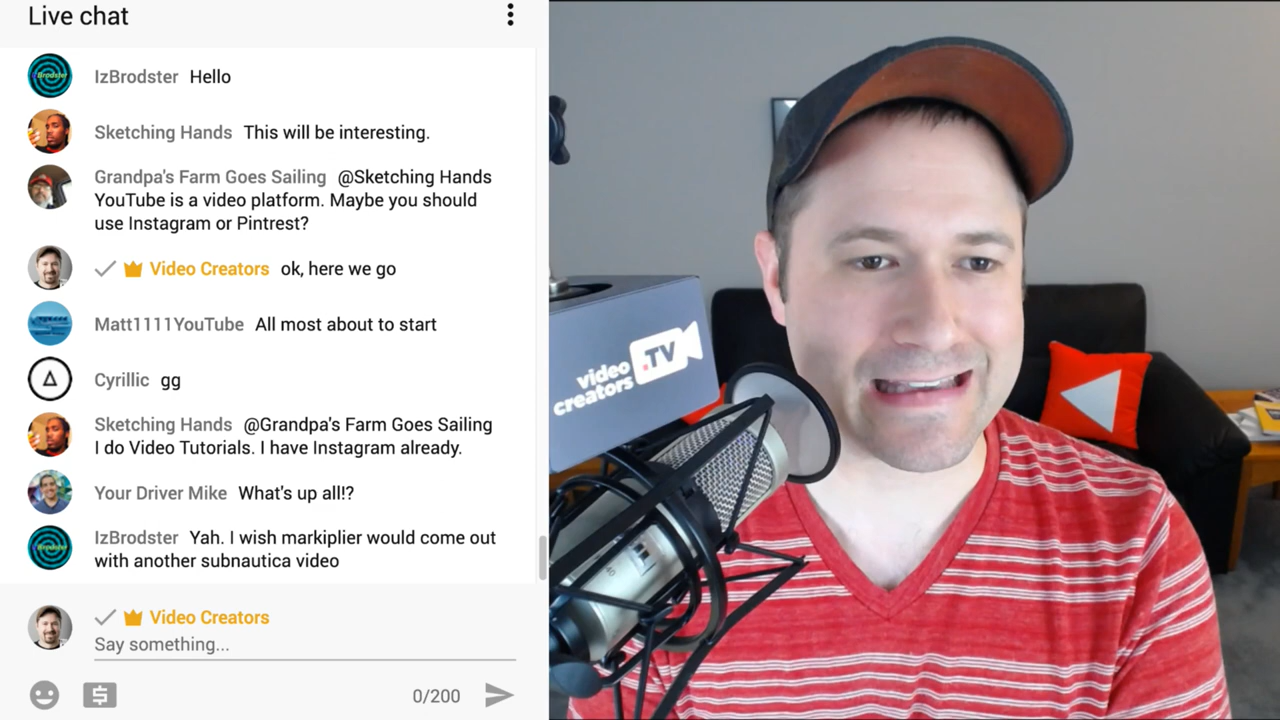 Live chat
IzBrodster Hello
Sketching Hands This will be interesting.
Grandpa's Farm Goes Sailing @Sketching Hands
YouTube is a video platform. Maybe you should
use Instagram or Pintrest?
Video Creators ok, here we go
Matt1111YouTube All most about to start
Cyrillic gg
Sketching Hands @Grandpa's Farm Goes Sailing
I do Video Tutorials. I have Instagram already.
Your Driver Mike What's up all!?
IzBrodster Yah. I wish markiplier would come out
with another subnautica video
Video Creators
Say something...
0/200
video
creators
.TV